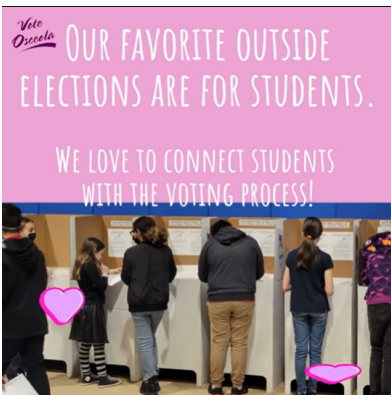 Vote
Osceola
OUR FAVORITE OUTSIDE
ELECTIONS ARE FOR STUDENTS.
WE LOVE TO CONNECT STUDENTS
WITH THE VOTING PROCESS!